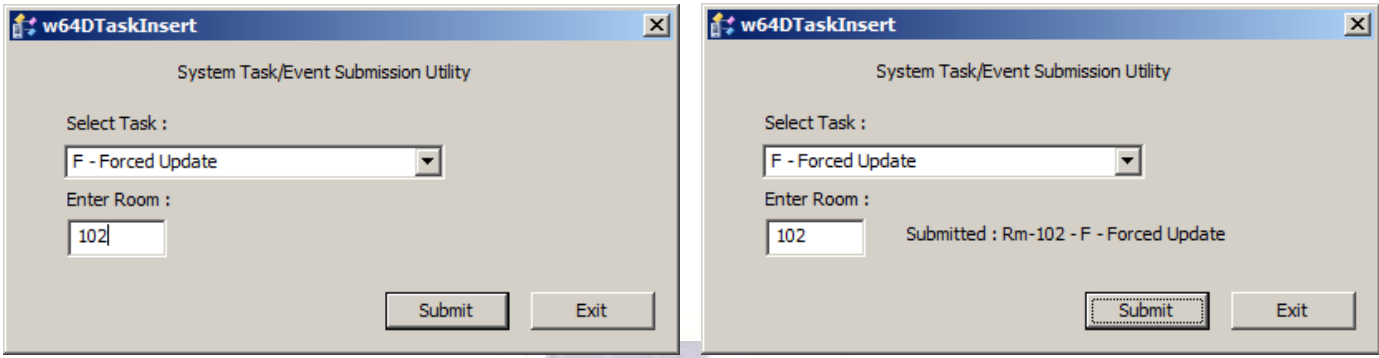 w64DTaskInsert
System Task/Event Submission Utility
Select Task :
F - Forced Update
Enter Room :
102
Submit Exit
w64DTaskInsert
System Task/Event Submission Utility
Select Task :
F - Forced Update
Enter Room :
102 Submitted : Rm-102 - F - Forced Update
Submit Exit